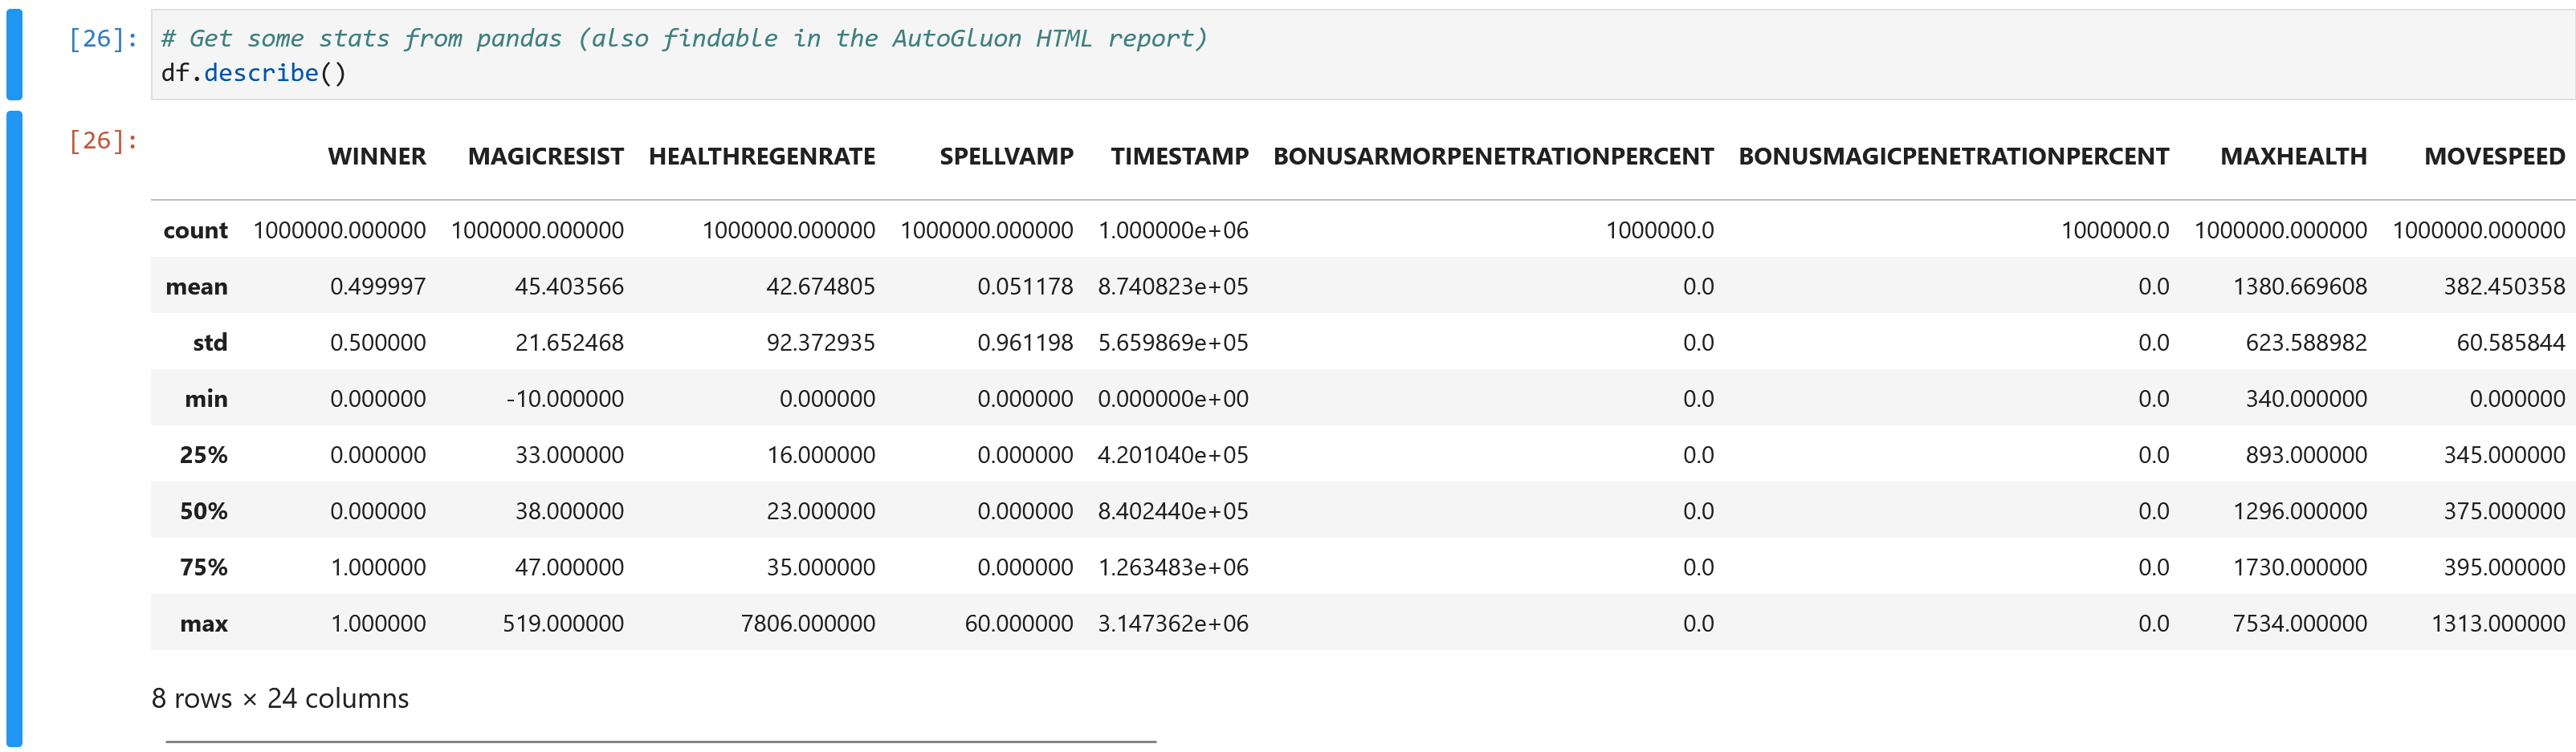 [26]: # Get some stats from pandas (also findable in the AutoGluon HTML report)
df.describe()
[26]:
WINNER MAGICRESIST HEALTHREGENRATE SPELLVAMP TIMESTAMP BONUSARMORPENETRATIONPERCENT BONUSMAGICPENETRATIONPERCENT MAXHEALTH MOVESPEED
count 1000000.000000 1000000.000000 1000000.000000 1000000.000000 1.000000e+06 1000000.0 1000000.0 1000000.000000 1000000.000000
mean 0.499997 45.403566 42.674805 0.051178 8.740823e+05 0.0 0.0 1380.669608 382.450358
std 0.500000 21.652468 92.372935 0.961198 5.659869e+05 0.0 0.0 623.588982 60.585844
min 0.000000 -10.000000 0.000000 0.000000 0.000000e+00 0.0 0.0 340.000000 0.000000
25% 0.000000 33.000000 16.000000 0.000000 4.201040e+05 0.0 0.0 893.000000 345.000000
50% 0.000000 38.000000 23.000000 0.000000 8.402440e+05 0.0 0.0 1296.000000 375.000000
75% 1.000000 47.000000 35.000000 0.000000 1.263483e+06 0.0 0.0 1730.000000 395.000000
max 1.000000 519.000000 7806.000000 60.000000 3.147362e+06 0.0 0.0 7534.000000 1313.000000
8 rows × 24 columns